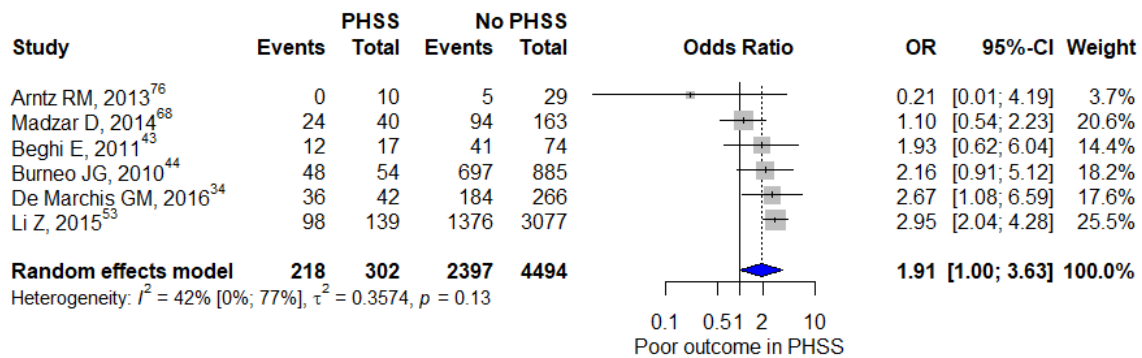 PHSS No PHSS
Study Events Total Events Total Odds Ratio OR 95%-CI Weight
Arntz RM, 2013⁷⁶ 0 10 5 29 0.21 [0.01; 4.19] 3.7%
Madzar D, 2014⁶⁸ 24 40 94 163 1.10 [0.54; 2.23] 20.6%
Beghi E, 2011⁴³ 12 17 41 74 1.93 [0.62; 6.04] 14.4%
Burneo JG, 2010⁴⁴ 48 54 697 885 2.16 [0.91; 5.12] 18.2%
De Marchis GM, 2016³⁴ 36 42 184 266 2.67 [1.08; 6.59] 17.6%
Li Z, 2015⁵³ 98 139 1376 3077 2.95 [2.04; 4.28] 25.5%
Random effects model 218 302 2397 4494 1.91 [1.00; 3.63] 100.0%
Heterogeneity: I² = 42% [0%; 77%], τ² = 0.3574, p = 0.13
0.1 0.5 1 2 10
Poor outcome in PHSS